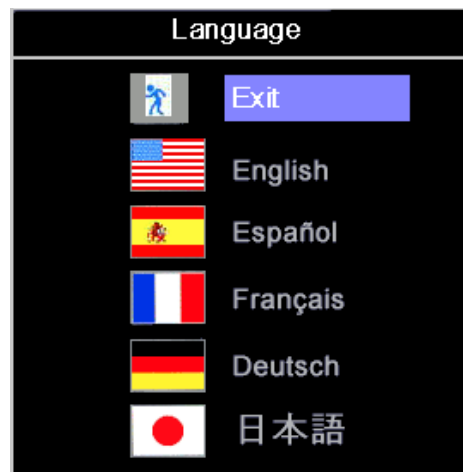 Language
Exit
English
Español
Français
Deutsch
日本語